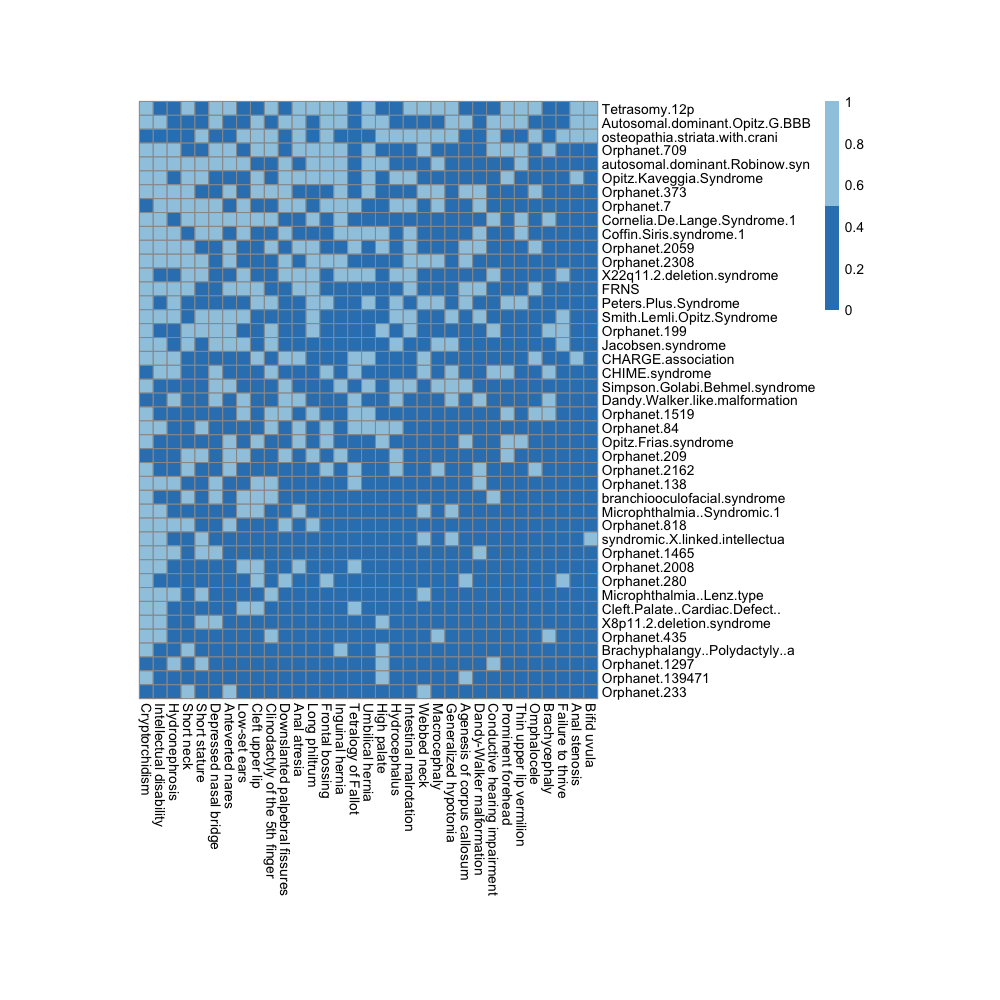 Tetrasomy.12p
Autosomal.dominant.Opitz.G.BBB
osteopathia.striata.with.crani
Orphanet.709
autosomal.dominant.Robinow.syn
Opitz.Kaveggia.Syndrome
Orphanet.373
Orphanet.7
Cornelia.De.Lange.Syndrome.1
Coffin.Siris.syndrome.1
Orphanet.2059
Orphanet.2308
X22q11.2.deletion.syndrome
FRNS
Peters.Plus.Syndrome
Smith.Lemli.Opitz.Syndrome
Orphanet.199
Jacobsen.syndrome
CHARGE.association
CHIME.syndrome
Simpson.Golabi.Behmel.syndrome
Dandy.Walker.like.malformation
Orphanet.1519
Orphanet.84
Opitz.Frias.syndrome
Orphanet.209
Orphanet.2162
Orphanet.138
branchiooculofacial.syndrome
Microphthalmia..Syndromic.1
Orphanet.818
syndromic.X.linked.intellectua
Orphanet.1465
Orphanet.2008
Orphanet.280
Microphthalmia..Lenz.type
Cleft.Palate..Cardiac.Defect..
X8p11.2.deletion.syndrome
Orphanet.435
Brachyphalangy..Polydactyly..a
Orphanet.1297
Orphanet.139471
Orphanet.233
1
0.8
0.6
0.4
0.2
0
Cryptorchidism
Intellectual disability
Hydronephrosis
Short neck
Short stature
Depressed nasal bridge
Anteverted nares
Low-set ears
Cleft upper lip
Clinodactyly of the 5th finger
Downslanted palpebral fissures
Anal atresia
Long philtrum
Frontal bossing
Inguinal hernia
Tetralogy of Fallot
Umbilical hernia
High palate
Hydrocephalus
Intestinal malrotation
Webbed neck
Macrocephaly
Generalized hypotonia
Agenesis of corpus callosum
Dandy-Walker malformation
Conductive hearing impairment
Prominent forehead
Thin upper lip vermilion
Omphalocele
Brachycephaly
Failure to thrive
Anal stenosis
Bifid uvula